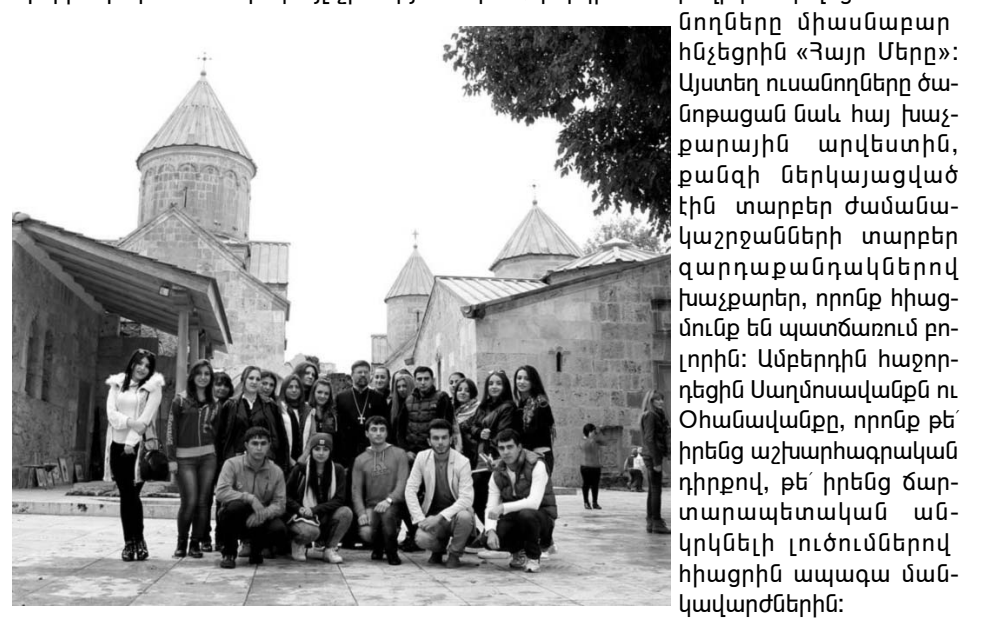 նողները միասնաբար
հնչեցրին «Հայր Մերը»:
Այստեղ ուսանողները ծա-
նոթացան նաև հայ խաչ-
քարային արվեստին,
քանզի ներկայացված
էին տարբեր ժամանա-
կաշրջանների տարբեր
զարդաքանդակներով
խաչքարեր, որոնք հիաց-
մունք են պատճառում բո-
լորին: Ամբերդին հաջոր-
դեցին Սաղմոսավանքն ու
Օհանավանքը, որոնք թե՛
իրենց աշխարհագրական
դիրքով, թե՛ իրենց ճար-
տարապետական ան-
կրկնելի լուծումներով
հիացրին ապագա ման-
կավարժներին: